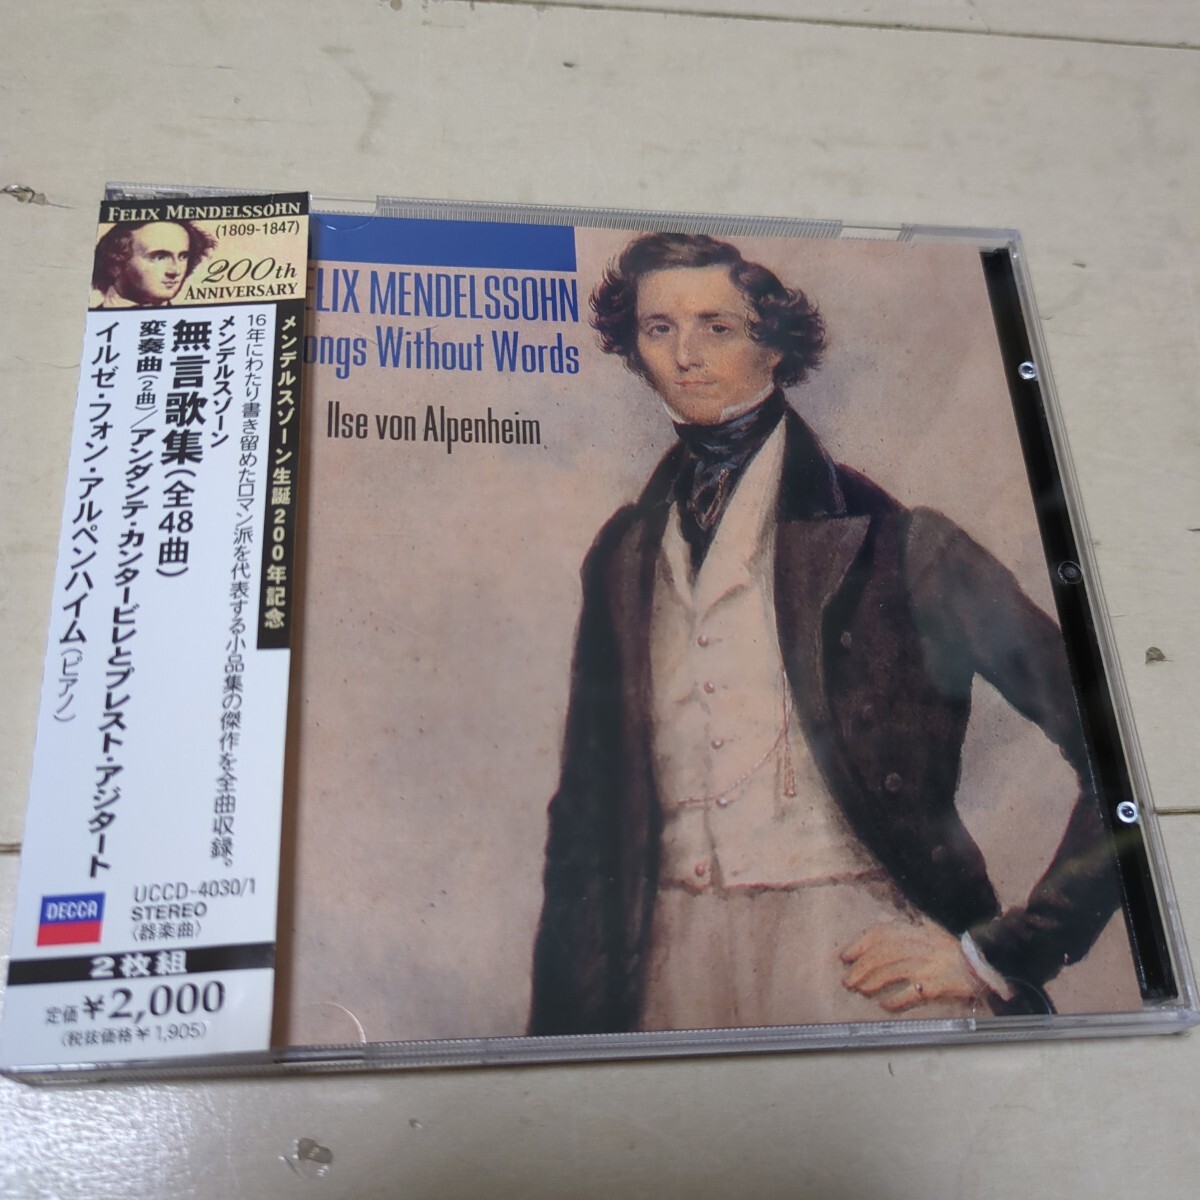 FELIX MENDELSSOHN
(1809-1847)
200th
ANNIVERSARY
メンデルスゾーン生誕200年記念
16年にわたり書き留めたロマン派を代表する小品集の傑作を全曲収録。
メンデルスゾーン
無言歌集(全48曲)
変奏曲(2曲)/アンダンテ・カンタービレとプレスト・アジタート
イルゼ・フォン・アルペンハイム(ピアノ)
DECCA
UCCD-4030/1
STEREO
〈器楽曲〉
2枚組
定価¥2,000
(税抜価格¥1,905)
ELIX MENDELSSOHN
ongs Without Words
Ilse von Alpenheim